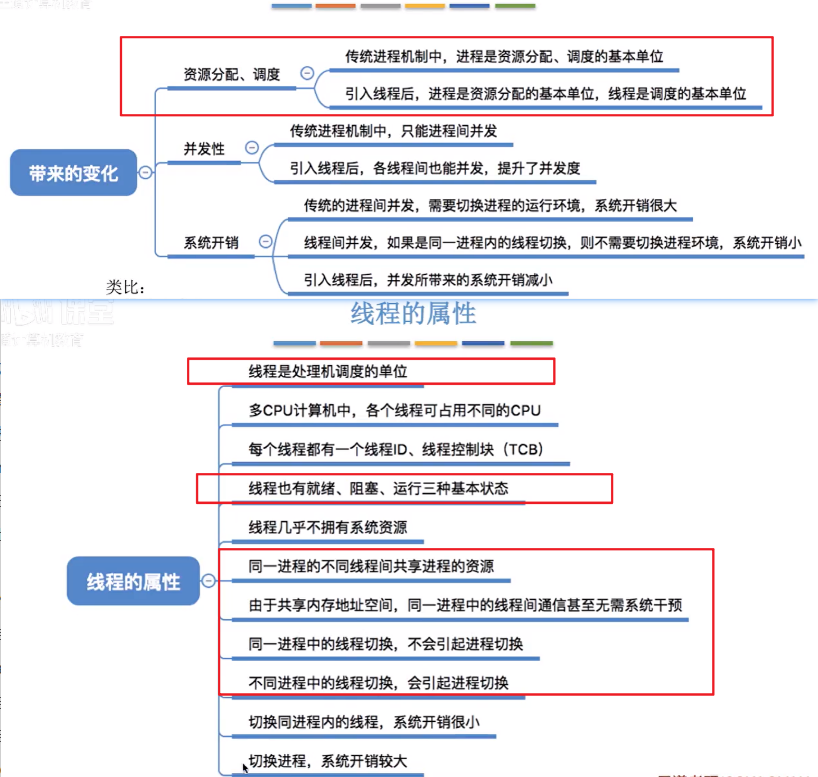 资源分配、调度
传统进程机制中，进程是资源分配、调度的基本单位
引入线程后，进程是资源分配的基本单位，线程是调度的基本单位
带来的变化
并发性
传统进程机制中，只能进程间并发
引入线程后，各线程间也能并发，提升了并发度
系统开销
传统的进程间并发，需要切换进程的运行环境，系统开销很大
线程间并发，如果是同一进程内的线程切换，则不需要切换进程环境，系统开销小
引入线程后，并发所带来的系统开销减小
类比：
线程的属性
线程是处理机调度的单位
多CPU计算机中，各个线程可占用不同的CPU
每个线程都有一个线程ID、线程控制块（TCB）
线程也有就绪、阻塞、运行三种基本状态
线程几乎不拥有系统资源
线程的属性
同一进程的不同线程间共享进程的资源
由于共享内存地址空间，同一进程中的线程间通信甚至无需系统干预
同一进程中的线程切换，不会引起进程切换
不同进程中的线程切换，会引起进程切换
切换同进程内的线程，系统开销很小
切换进程，系统开销较大